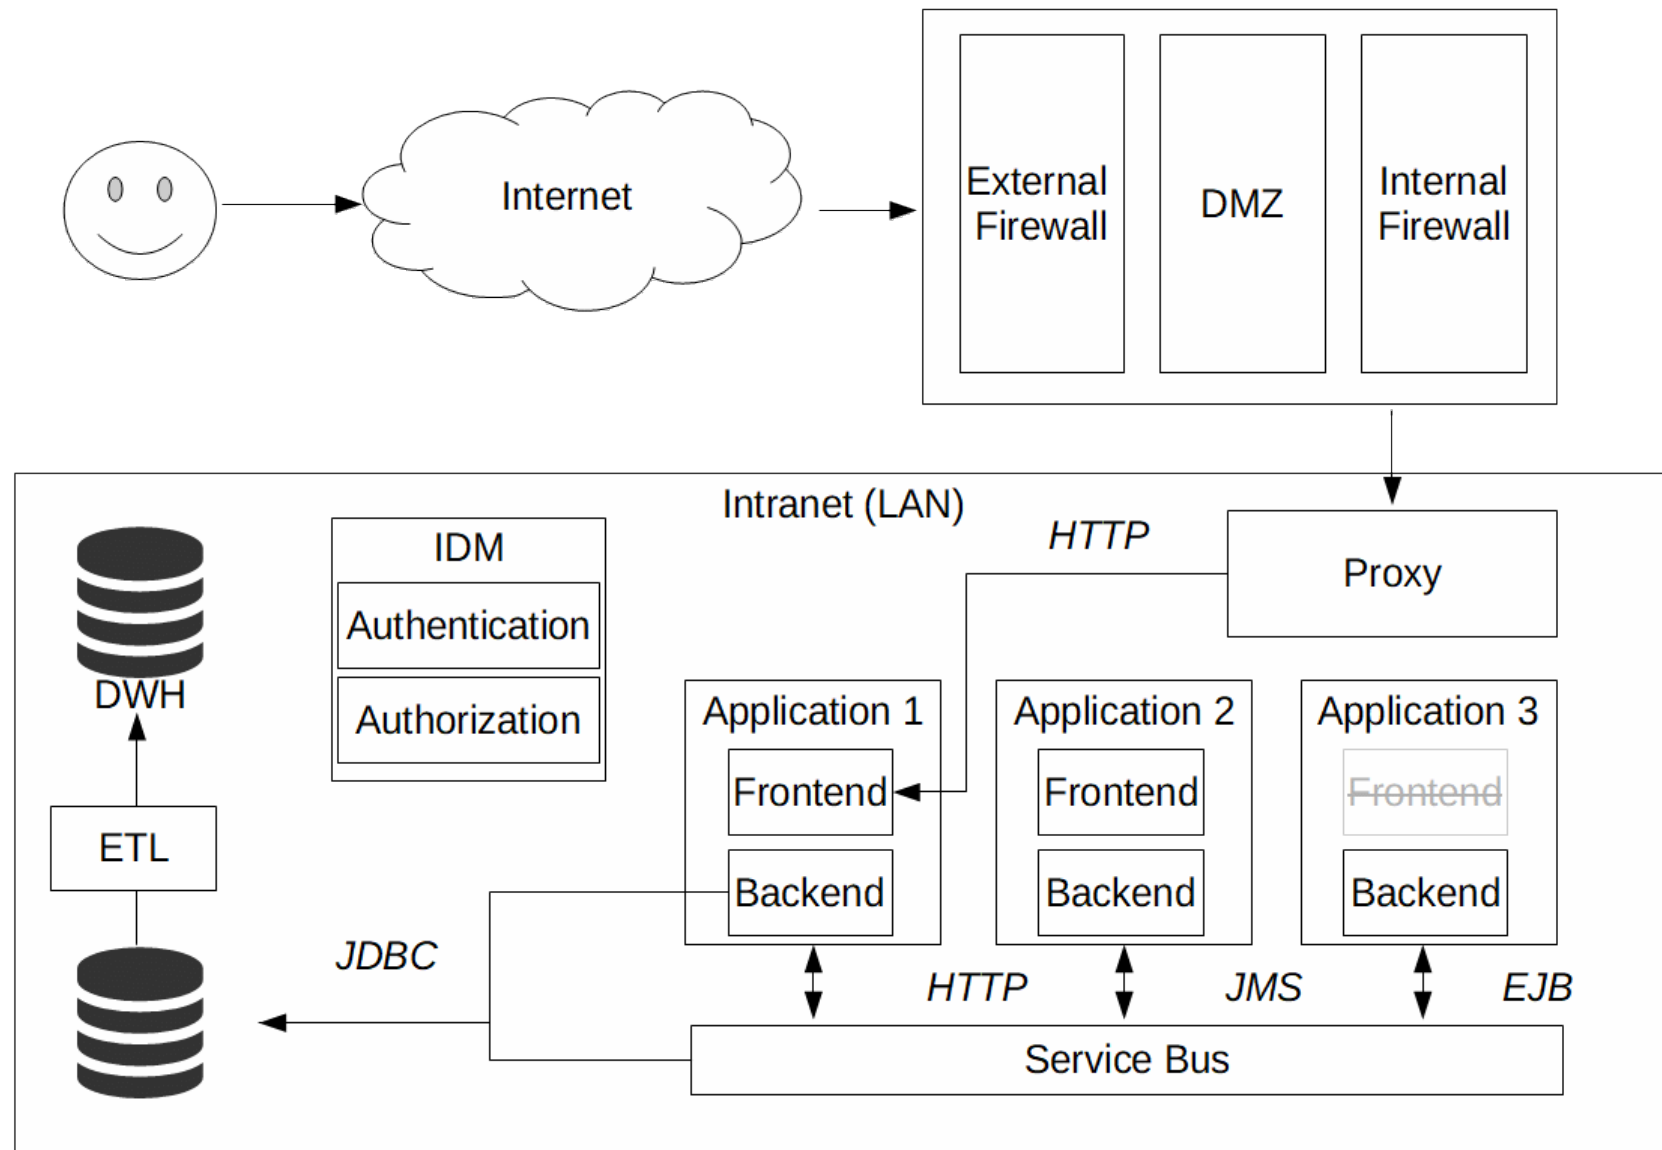 Internet
External
Firewall
DMZ
Internal
Firewall
Intranet (LAN)
HTTP
Proxy
IDM
Authentication
Authorization
DWH
ETL
Application 1
Frontend
Backend
Application 2
Frontend
Backend
Application 3
Frontend
Backend
JDBC
HTTP
JMS
EJB
Service Bus